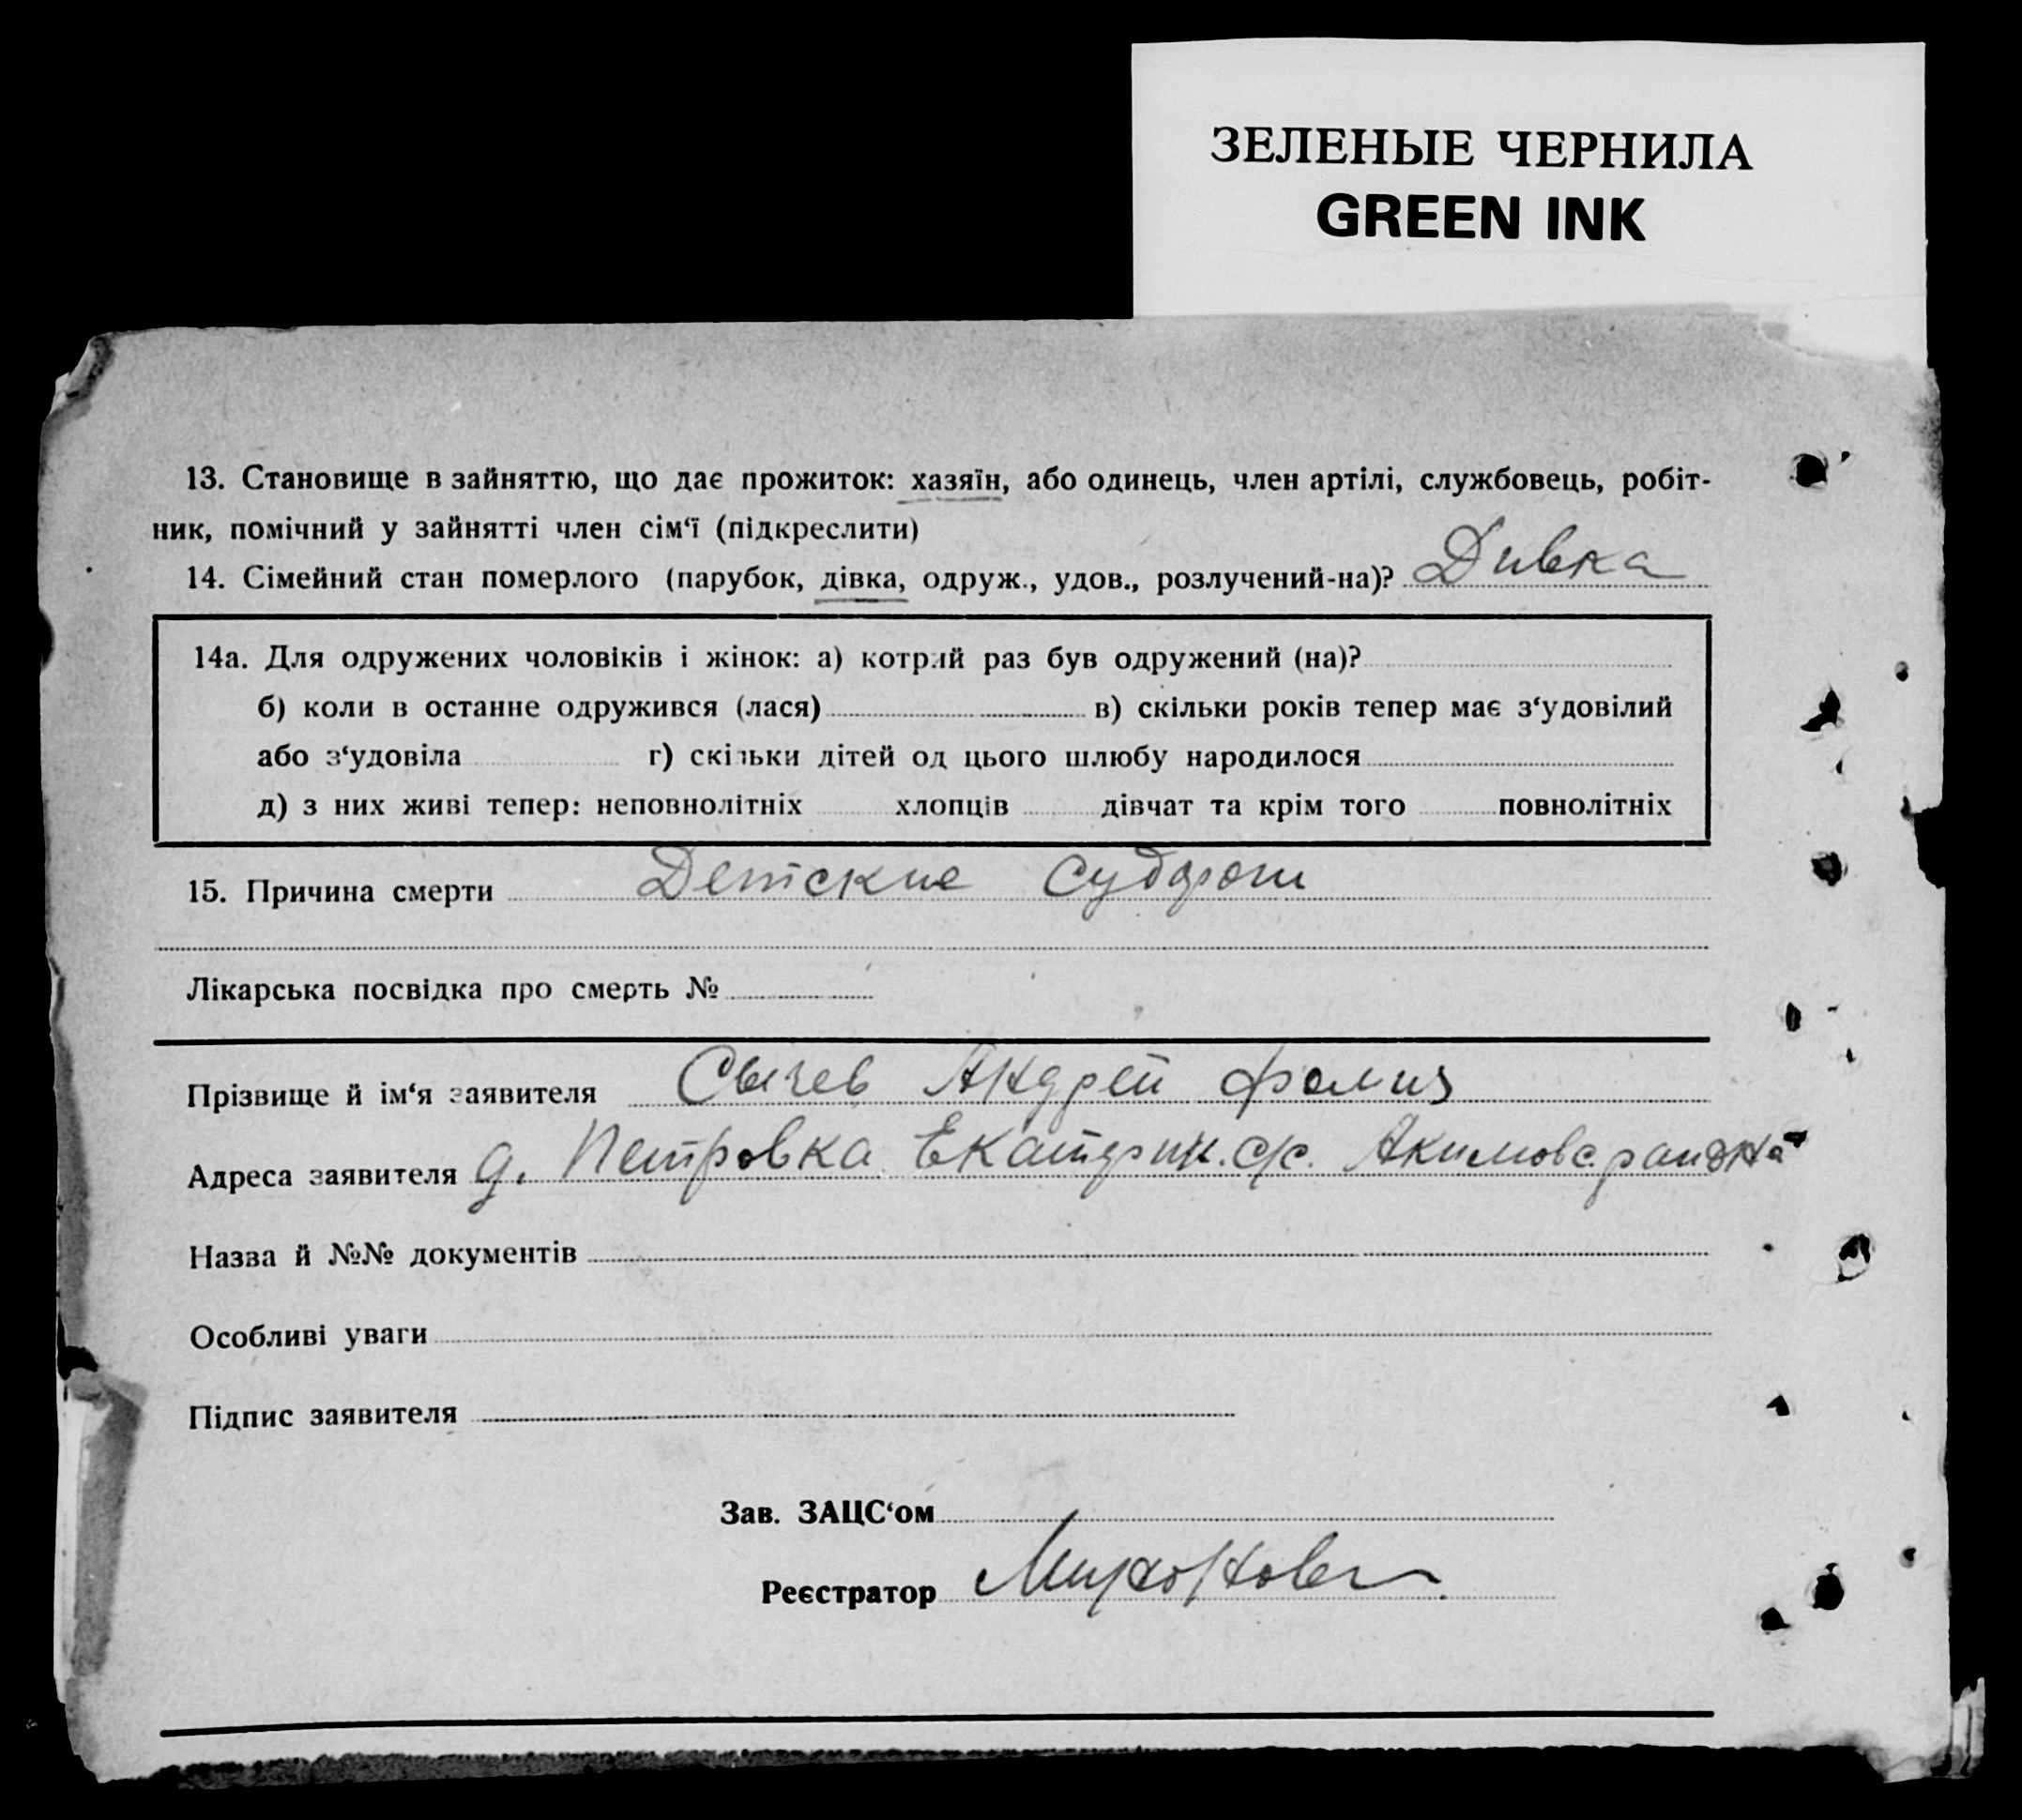 ЗЕЛЕНЫЕ ЧЕРНИЛА
GREEN INK
13. Становище в зайняттю, що дає прожиток: хазяїн, або одинець, член артілі, службовець, робіт-
ник, помічний у зайнятті член сім‘ї (підкреслити)
14. Сімейний стан померлого (парубок, дівка, одруж., удов., розлучений-на)? Дивка
14а. Для одружених чоловіків і жінок: а) котрий раз був одружений (на)?
б) коли в останне одружився (лася) в) скільки років тепер має з‘удовілий
або з‘удовіла г) скільки дітей од цього шлюбу народилося
д) з них живі тепер: неповнолітніх хлопців дівчат та крім того повнолітніх
15. Причина смерти Детские
Лікарська посвідка про смерть №
Прізвище й ім‘я заявителя Сычев Андрей
Адреса заявителя д. Петровка с/с.
Назва й №№ документів
Особливі уваги
Підпис заявителя
Зав. ЗАЦС‘ом
Реєстратор